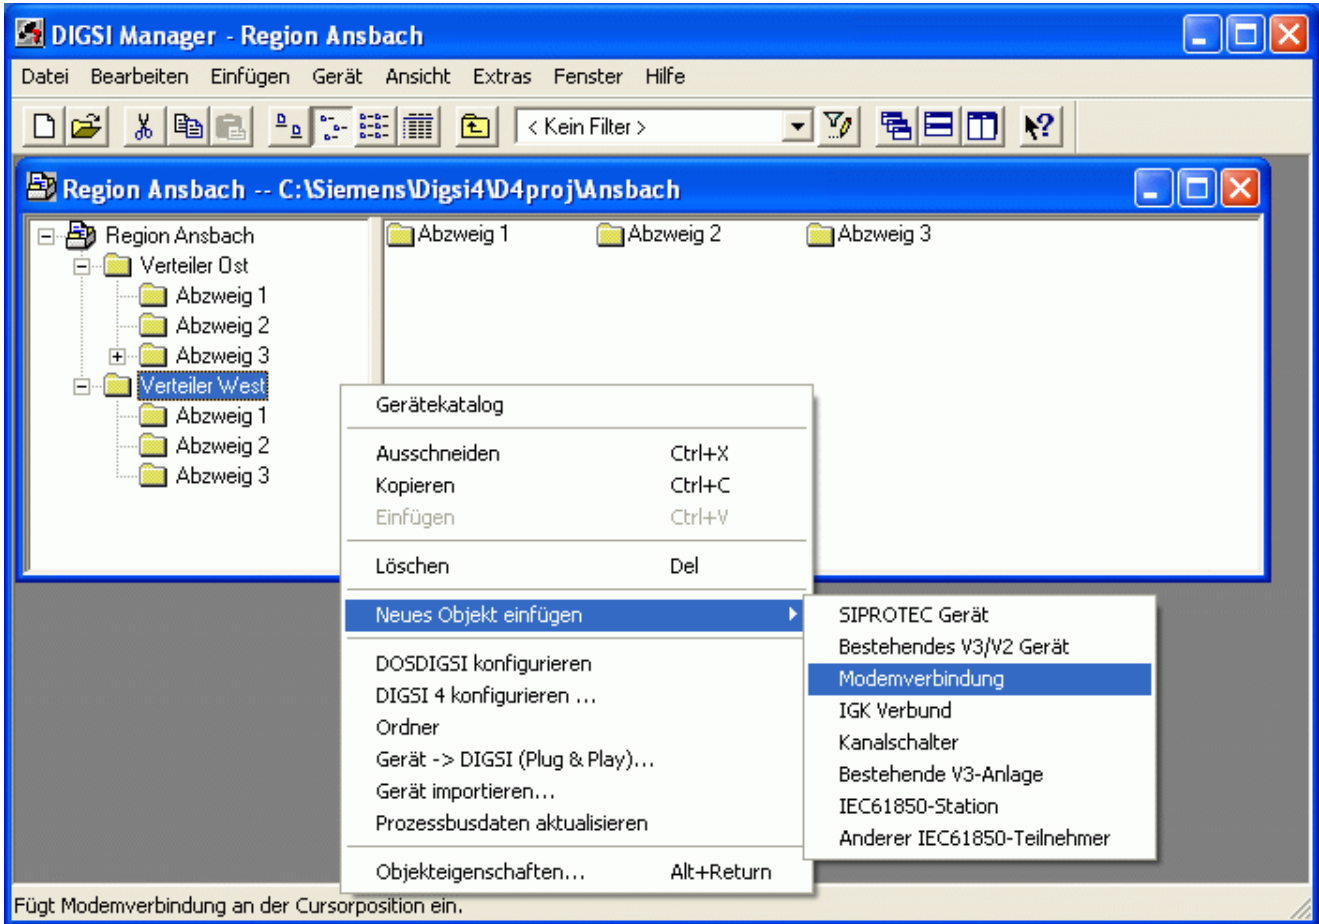 DIGSI Manager - Region Ansbach
Datei Bearbeiten Einfügen Gerät Ansicht Extras Fenster Hilfe
< Kein Filter >
Region Ansbach -- C:\Siemens\Digsi4\D4proj\Ansbach
Region Ansbach
Verteiler Ost
Abzweig 1
Abzweig 2
Abzweig 3
Verteiler West
Abzweig 1
Abzweig 2
Abzweig 3
Abzweig 1 Abzweig 2 Abzweig 3
Gerätekatalog
Ausschneiden Ctrl+X
Kopieren Ctrl+C
Einfügen Ctrl+V
Löschen Del
Neues Objekt einfügen
DOSDIGSI konfigurieren
DIGSI 4 konfigurieren ...
Ordner
Gerät -> DIGSI (Plug & Play)...
Gerät importieren...
Prozessbusdaten aktualisieren
Objekteigenschaften... Alt+Return
SIPROTEC Gerät
Bestehendes V3/V2 Gerät
Modemverbindung
IGK Verbund
Kanalschalter
Bestehende V3-Anlage
IEC61850-Station
Anderer IEC61850-Teilnehmer
Fügt Modemverbindung an der Cursorposition ein.